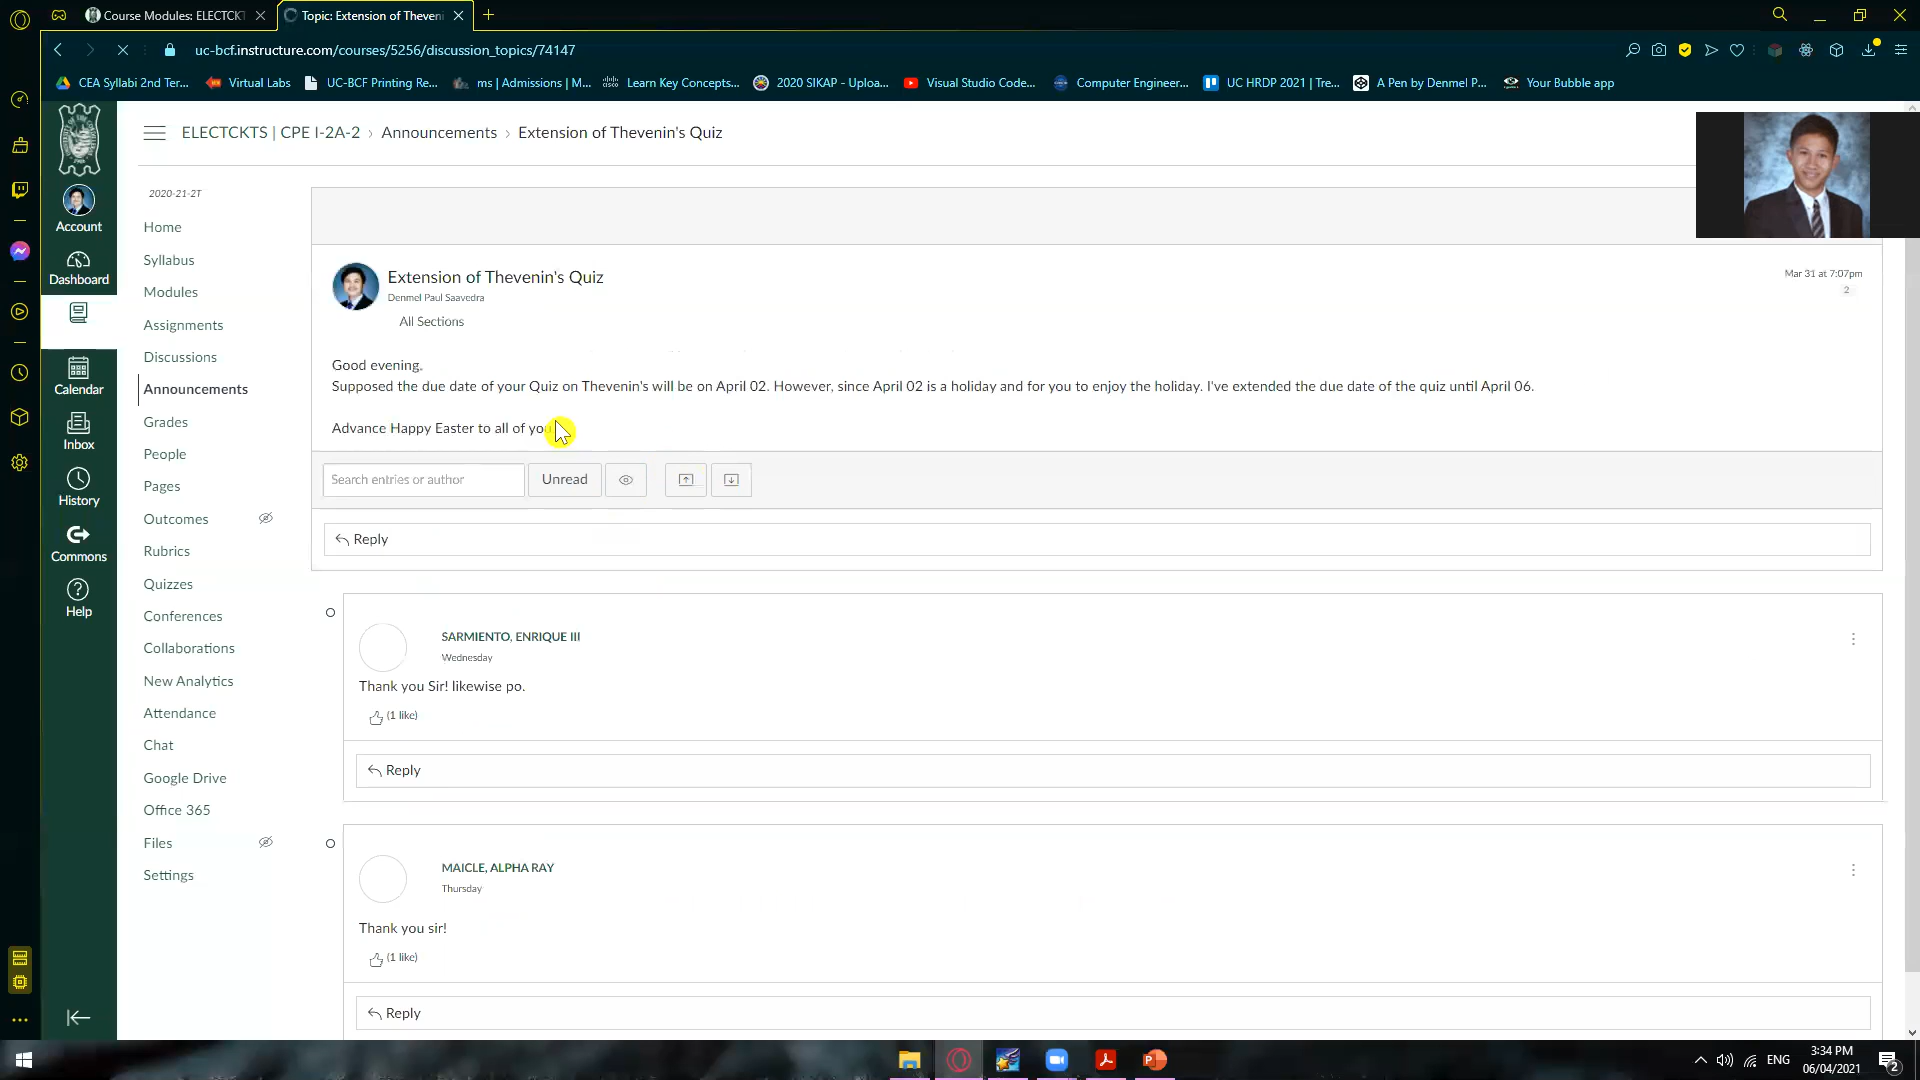 Course Modules: ELECTCKT
Topic: Extension of Theveni
uc-bcf.instructure.com/courses/5256/discussion_topics/74147
CEA Syllabi 2nd Ter...
Virtual Labs
UC-BCF Printing Re...
ms | Admissions | M...
Learn Key Concepts...
2020 SIKAP - Uploa...
Visual Studio Code...
Computer Engineer...
UC HRDP 2021 | Tre...
A Pen by Denmel P...
Your Bubble app
ELECTCKTS | CPE I-2A-2 › Announcements › Extension of Thevenin's Quiz
Account
Dashboard
Calendar
Inbox
History
Commons
Help
2020-21-2T
Home
Syllabus
Modules
Assignments
Discussions
Announcements
Grades
People
Pages
Outcomes
Rubrics
Quizzes
Conferences
Collaborations
New Analytics
Attendance
Chat
Google Drive
Office 365
Files
Settings
Extension of Thevenin's Quiz
Denmel Paul Saavedra
All Sections
Mar 31 at 7:07pm
2
Good evening,
Supposed the due date of your Quiz on Thevenin's will be on April 02. However, since April 02 is a holiday and for you to enjoy the holiday. I've extended the due date of the quiz until April 06.
Advance Happy Easter to all of you
Search entries or author
Unread
Reply
SARMIENTO, ENRIQUE III
Wednesday
Thank you Sir! likewise po.
(1 like)
Reply
MAICLE, ALPHA RAY
Thursday
Thank you sir!
(1 like)
Reply
ENG
3:34 PM
06/04/2021
2